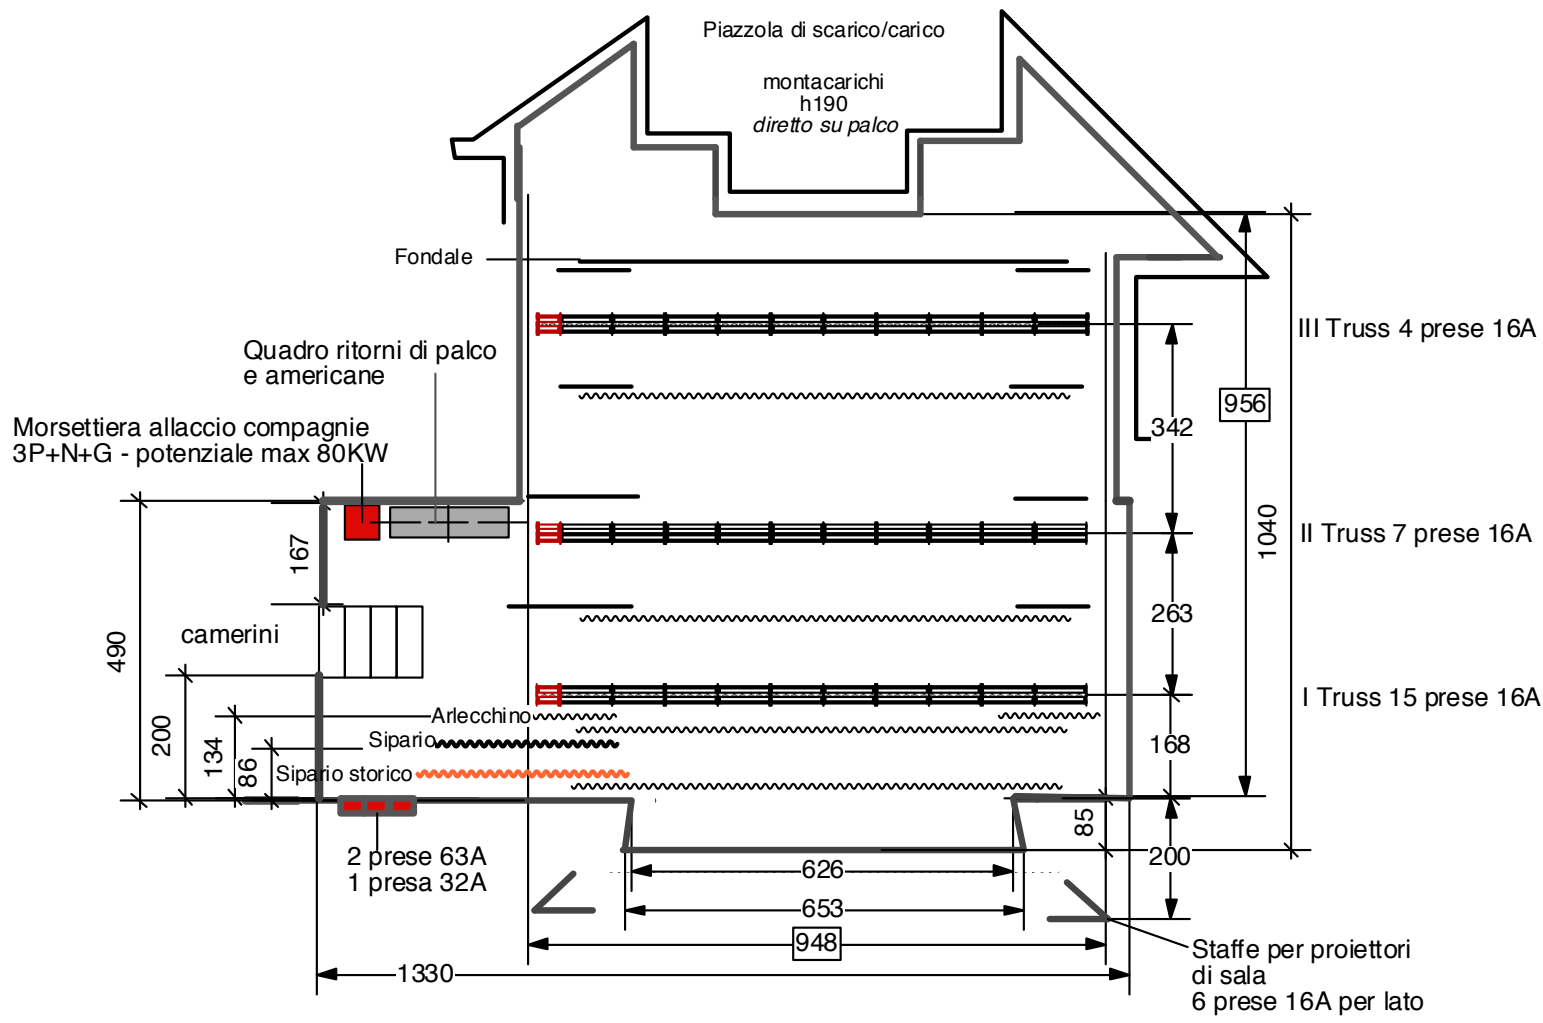 Piazzola di scarico/carico
montacarichi
h190
diretto su palco
Fondale
III Truss 4 prese 16A
Quadro ritorni di palco
e americane
956
342
Morsettiera allaccio compagnie
3P+N+G - potenziale max 80KW
1040
II Truss 7 prese 16A
167
263
camerini
490
I Truss 15 prese 16A
Arlecchino
200
134
Sipario
168
86
Sipario storico
85
2 prese 63A
1 presa 32A
200
626
653
948
1330
Staffe per proiettori
di sala
6 prese 16A per lato